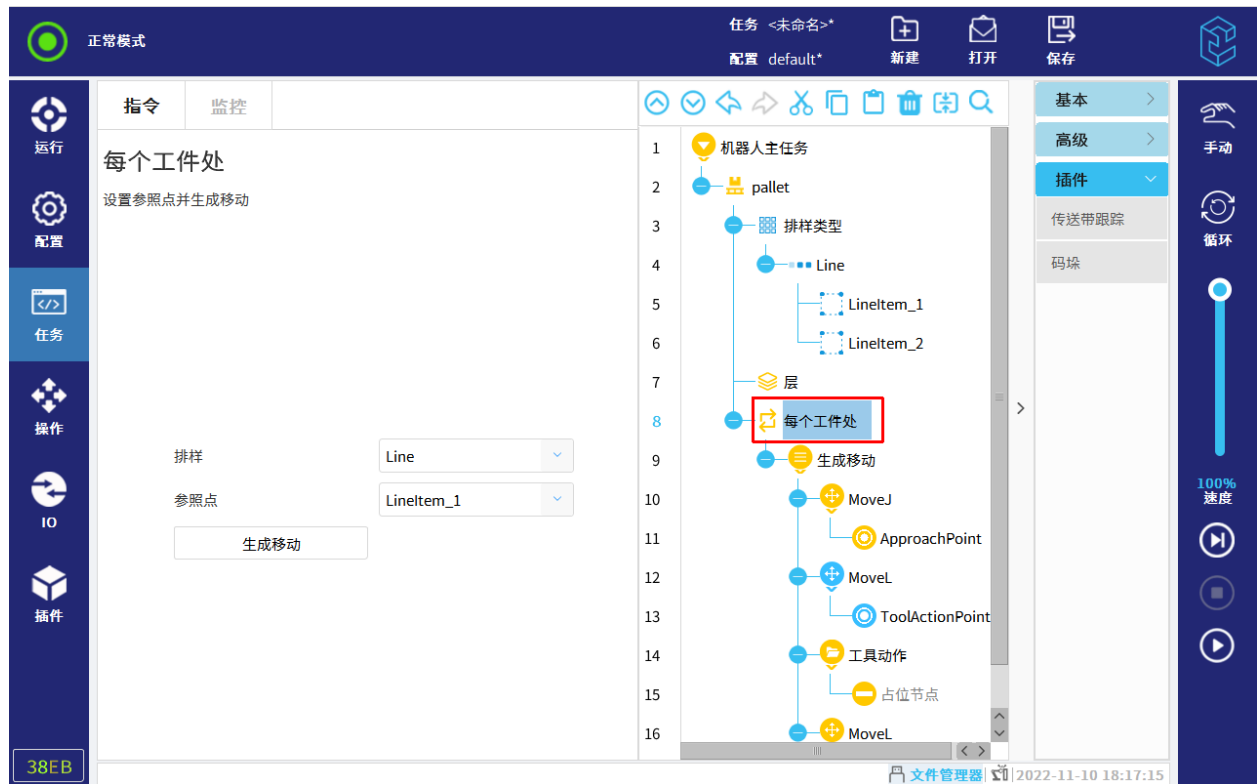 正常模式
任务 <未命名>*
配置 default*
新建
打开
保存
运行
配置
任务
操作
IO
插件
38EB
指令
监控
每个工件处
设置参照点并生成移动
排样
Line
参照点
LineItem_1
生成移动
1 机器人主任务
2 pallet
3 排样类型
4 Line
5 LineItem_1
6 LineItem_2
7 层
8 每个工件处
9 生成移动
10 MoveJ
11 ApproachPoint
12 MoveL
13 ToolActionPoint
14 工具动作
15 占位节点
16 MoveL
基本
高级
插件
传送带跟踪
码垛
手动
循环
100%
速度
文件管理器
2022-11-10 18:17:15